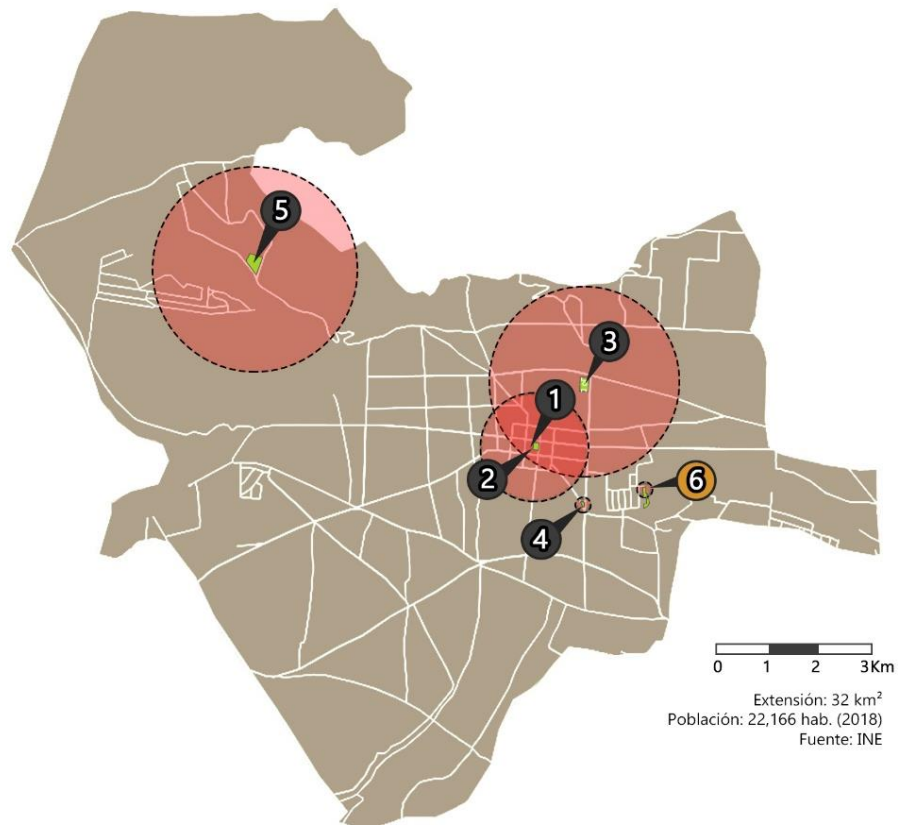 5
3
1
2
6
4
0 1 2 3Km
Extensión: 32 km²
Población: 22,166 hab. (2018)
Fuente: INE